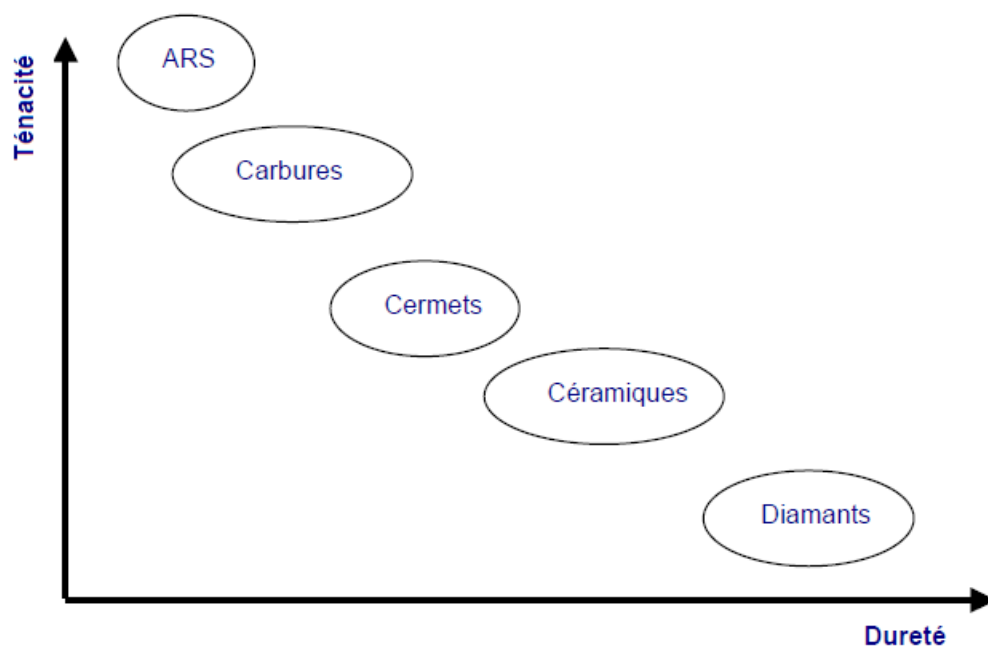 Ténacité
ARS
Carbures
Cermets
Céramiques
Diamants
Dureté